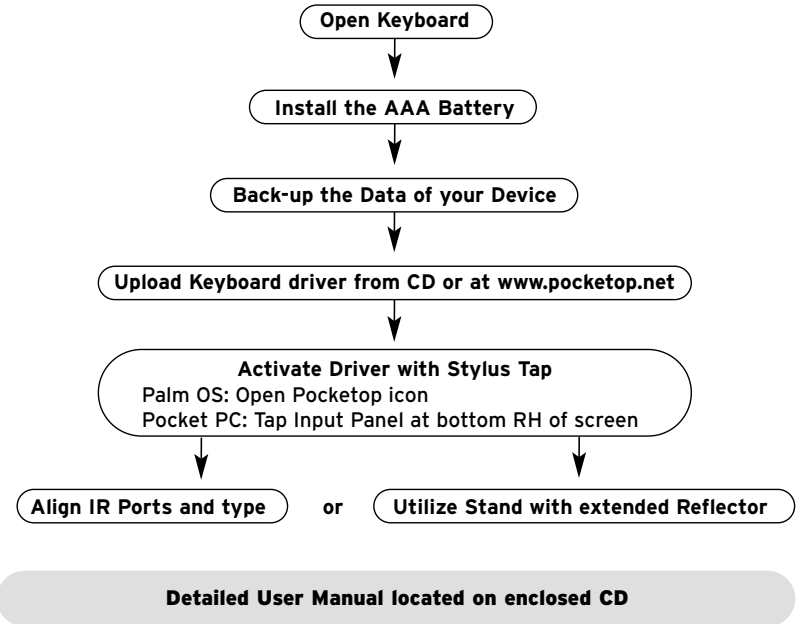 Open Keyboard
Install the AAA Battery
Back-up the Data of your Device
Upload Keyboard driver from CD or at www.pocketop.net
Activate Driver with Stylus Tap
Palm OS: Open Pocketop icon
Pocket PC: Tap Input Panel at bottom RH of screen
Align IR Ports and type or Utilize Stand with extended Reflector
Detailed User Manual located on enclosed CD